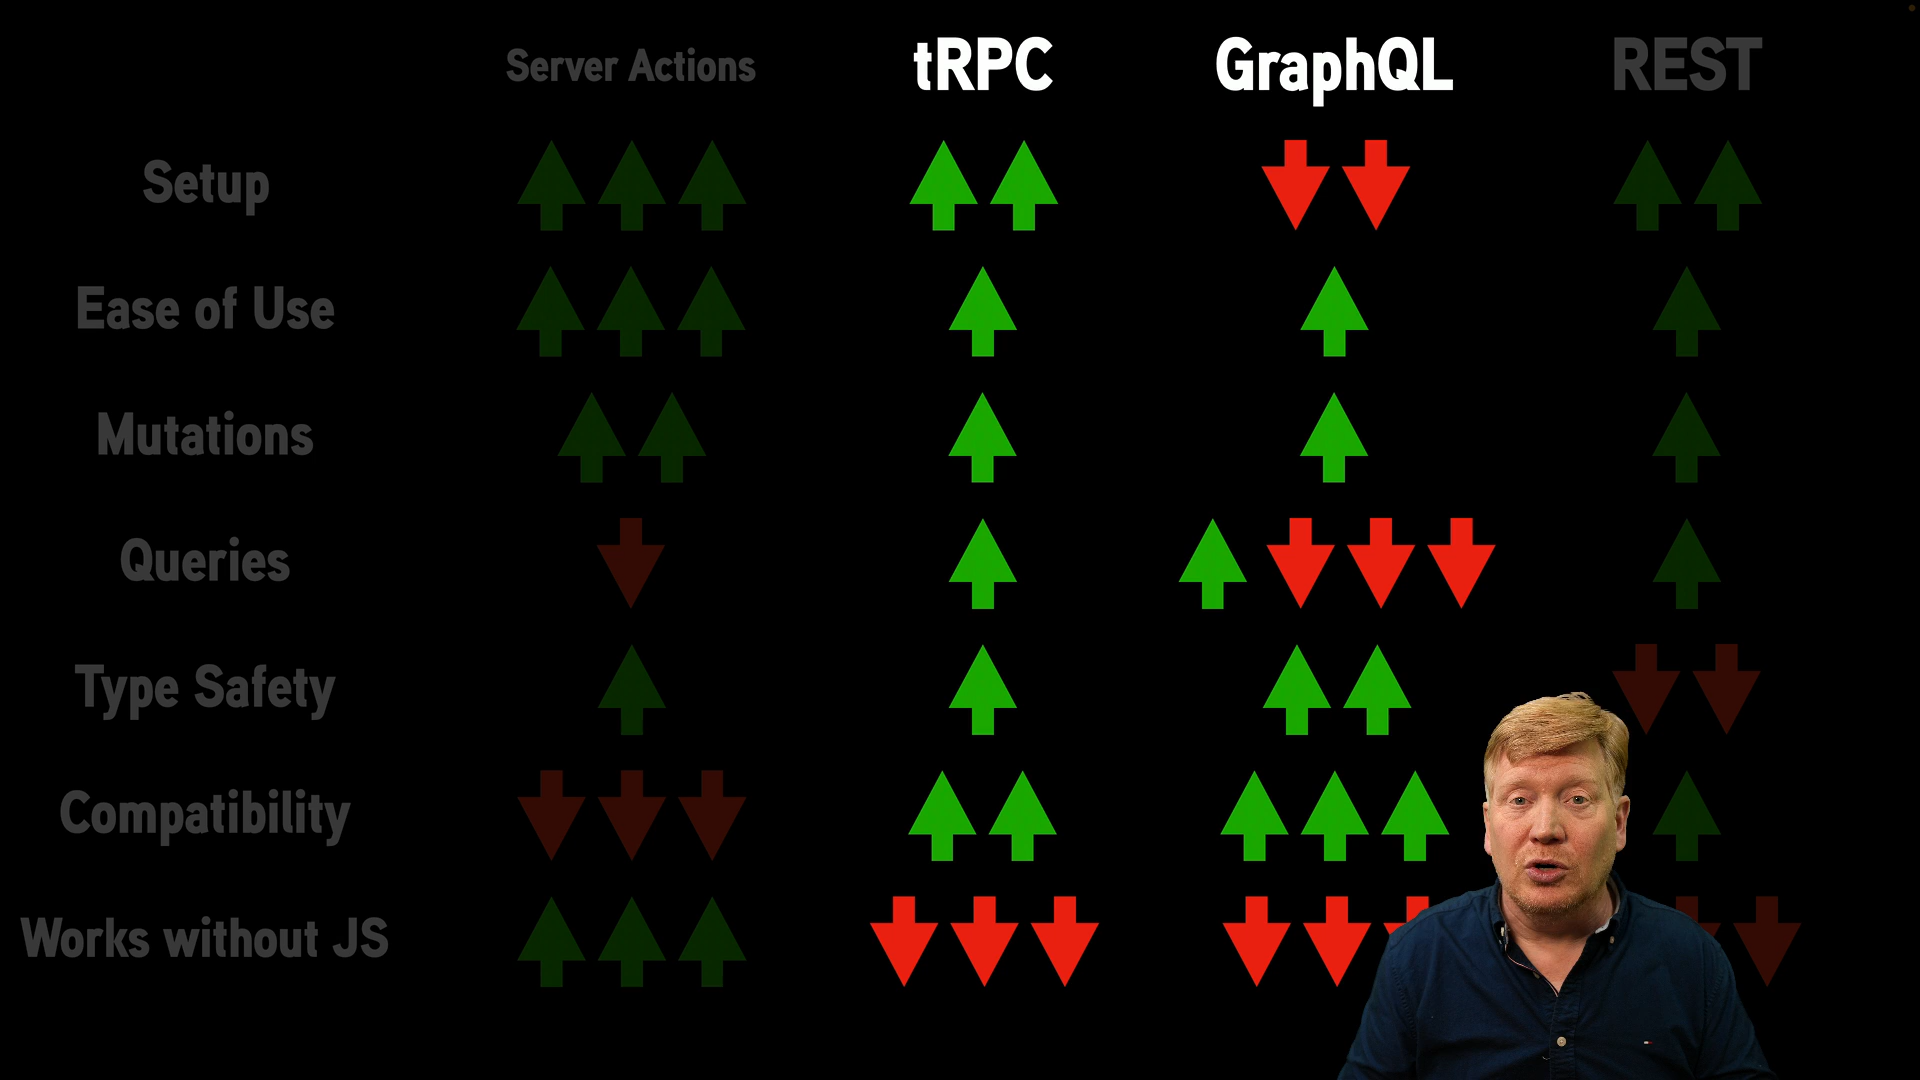 Server Actions tRPC GraphQL REST
Setup
Ease of Use
Mutations
Queries
Type Safety
Compatibility
Works without JS